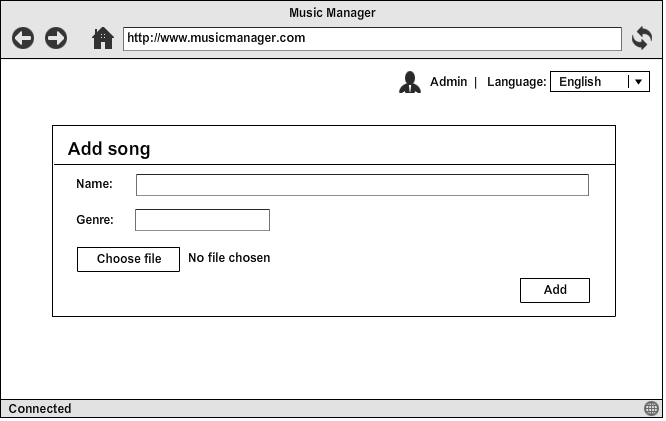 Music Manager
http://www.musicmanager.com
Admin | Language: English
Add song
Name:
Genre:
Choose file No file chosen
Add
Connected